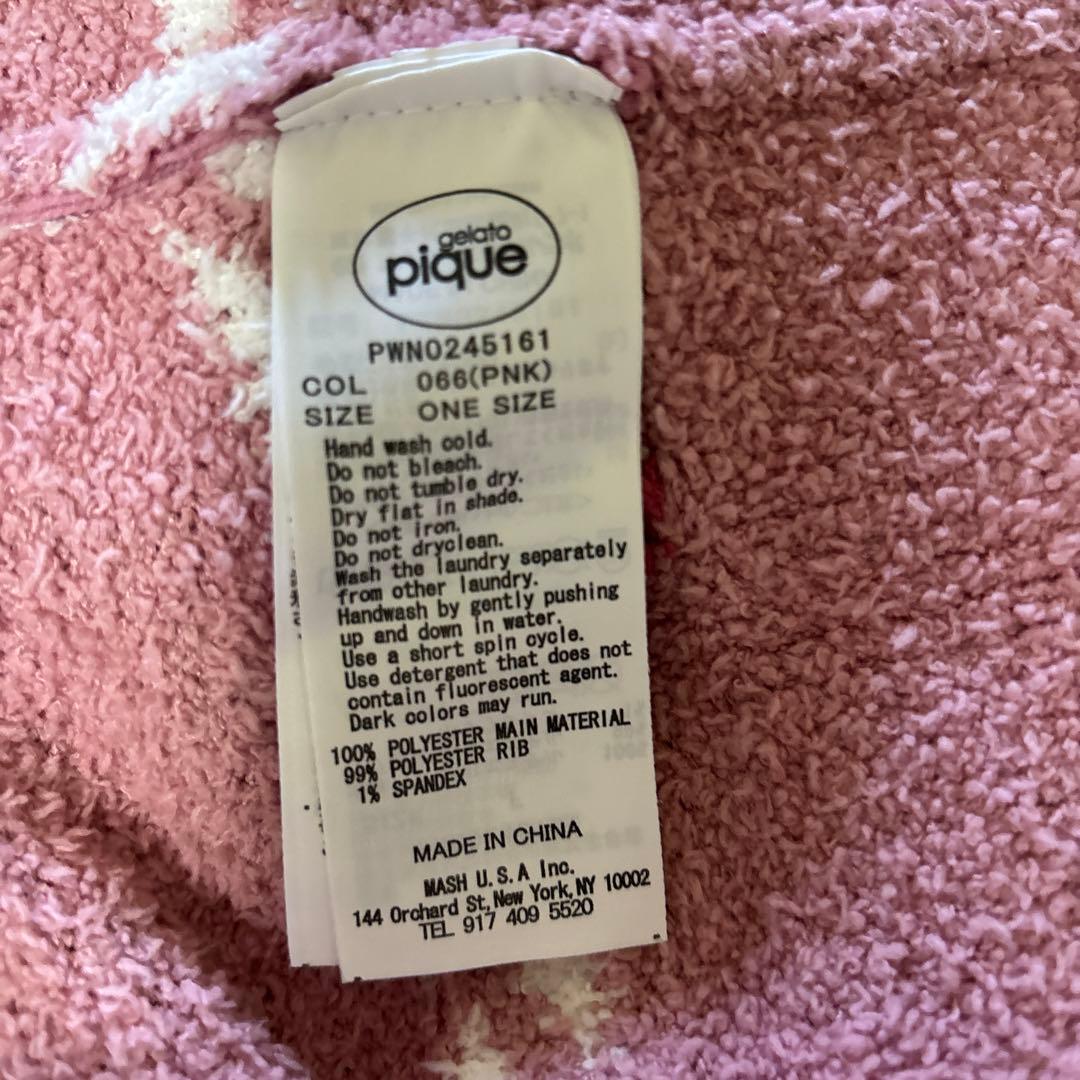 gelato
pique
PWNO245161
COL 066(PNK)
SIZE ONE SIZE
Hand wash cold.
Do not bleach.
Do not tumble dry.
Dry flat in shade.
Do not iron.
Do not dryclean.
Wash the laundry separately
from other laundry.
Handwash by gently pushing
up and down in water.
Use a short spin cycle.
Use detergent that does not
contain fluorescent agent.
Dark colors may run.
100% POLYESTER MAIN MATERIAL
99% POLYESTER RIB
1% SPANDEX
MADE IN CHINA
MASH U.S.A Inc.
144 Orchard St,New York,NY 10002
TEL 917 409 5520